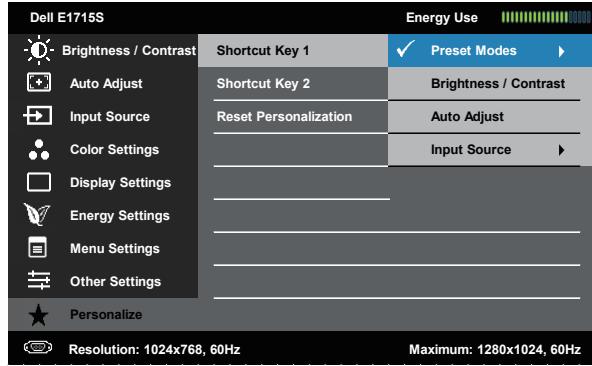 Dell E1715S Energy Use
Brightness / Contrast Shortcut Key 1 Preset Modes
Auto Adjust Shortcut Key 2 Brightness / Contrast
Input Source Reset Personalization Auto Adjust
Color Settings Input Source
Display Settings
Energy Settings
Menu Settings
Other Settings
Personalize
Resolution: 1024x768, 60Hz Maximum: 1280x1024, 60Hz